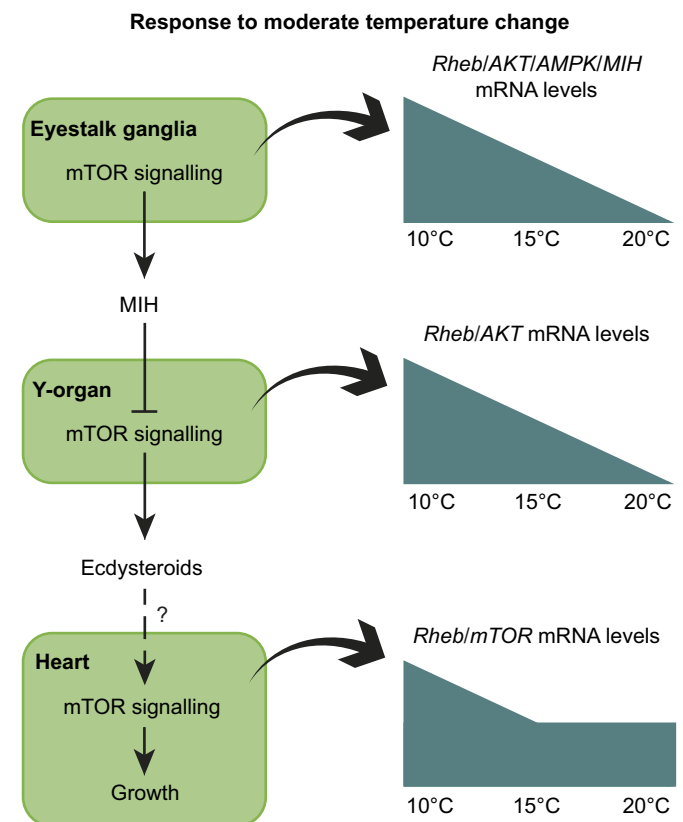 Response to moderate temperature change
Rheb/AKT/AMPK/MIH
mRNA levels
Eyestalk ganglia
mTOR signalling
10°C 15°C 20°C
MIH
Rheb/AKT mRNA levels
Y-organ
mTOR signalling
10°C 15°C 20°C
Ecdysteroids
?
Rheb/mTOR mRNA levels
Heart
mTOR signalling
Growth
10°C 15°C 20°C